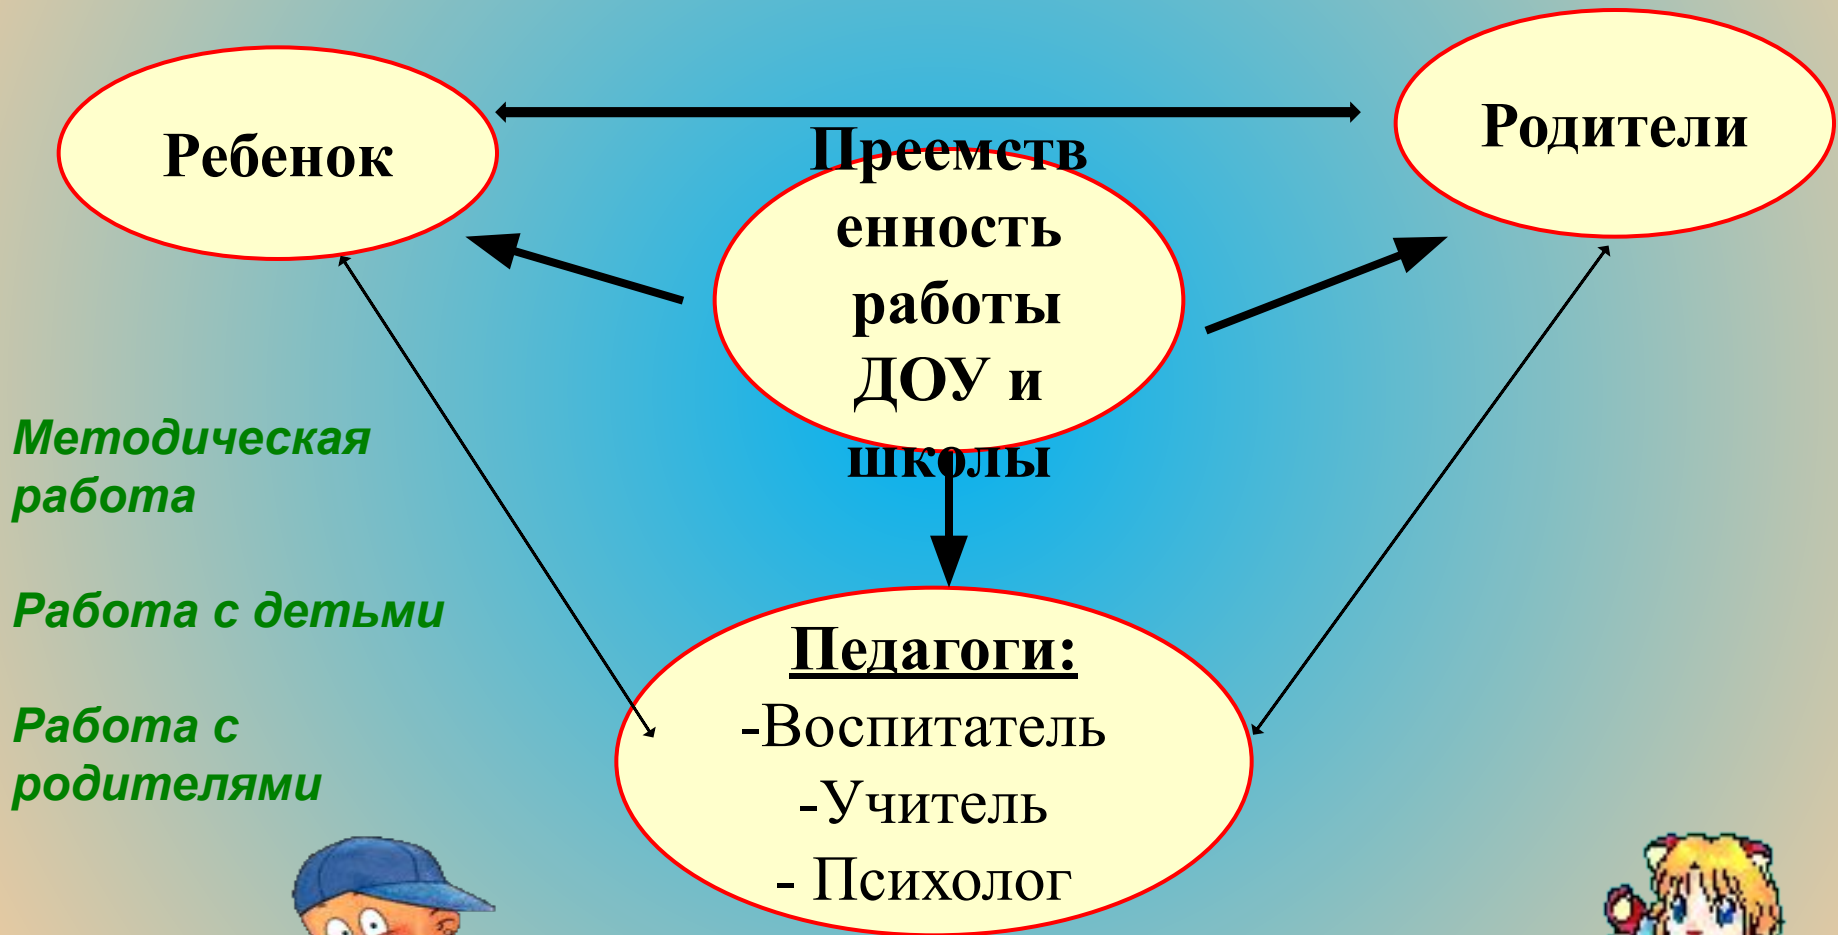 Ребенок
Родители
Преемств
енность
работы
ДОУ и
школы
Методическая
работа
Работа с детьми
Работа с
родителями
Педагоги:
-Воспитатель
-Учитель
- Психолог